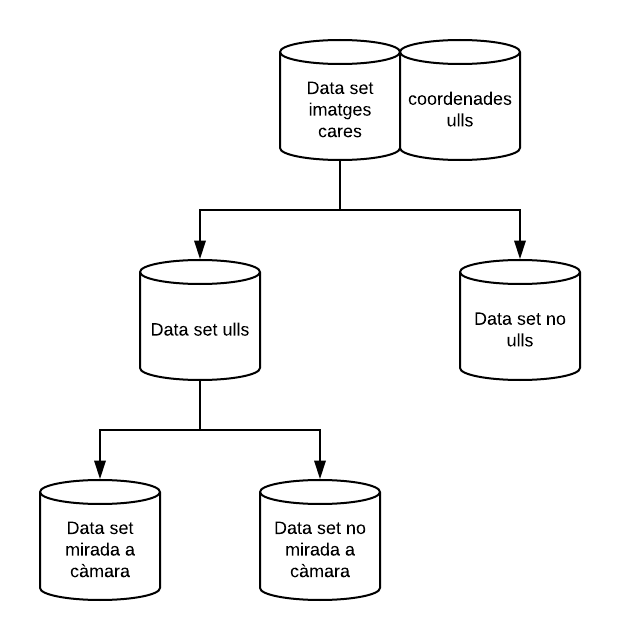 Data set
imatges
cares
coordenades
ulls
Data set ulls
Data set no
ulls
Data set
mirada a
càmara
Data set no
mirada a
càmara